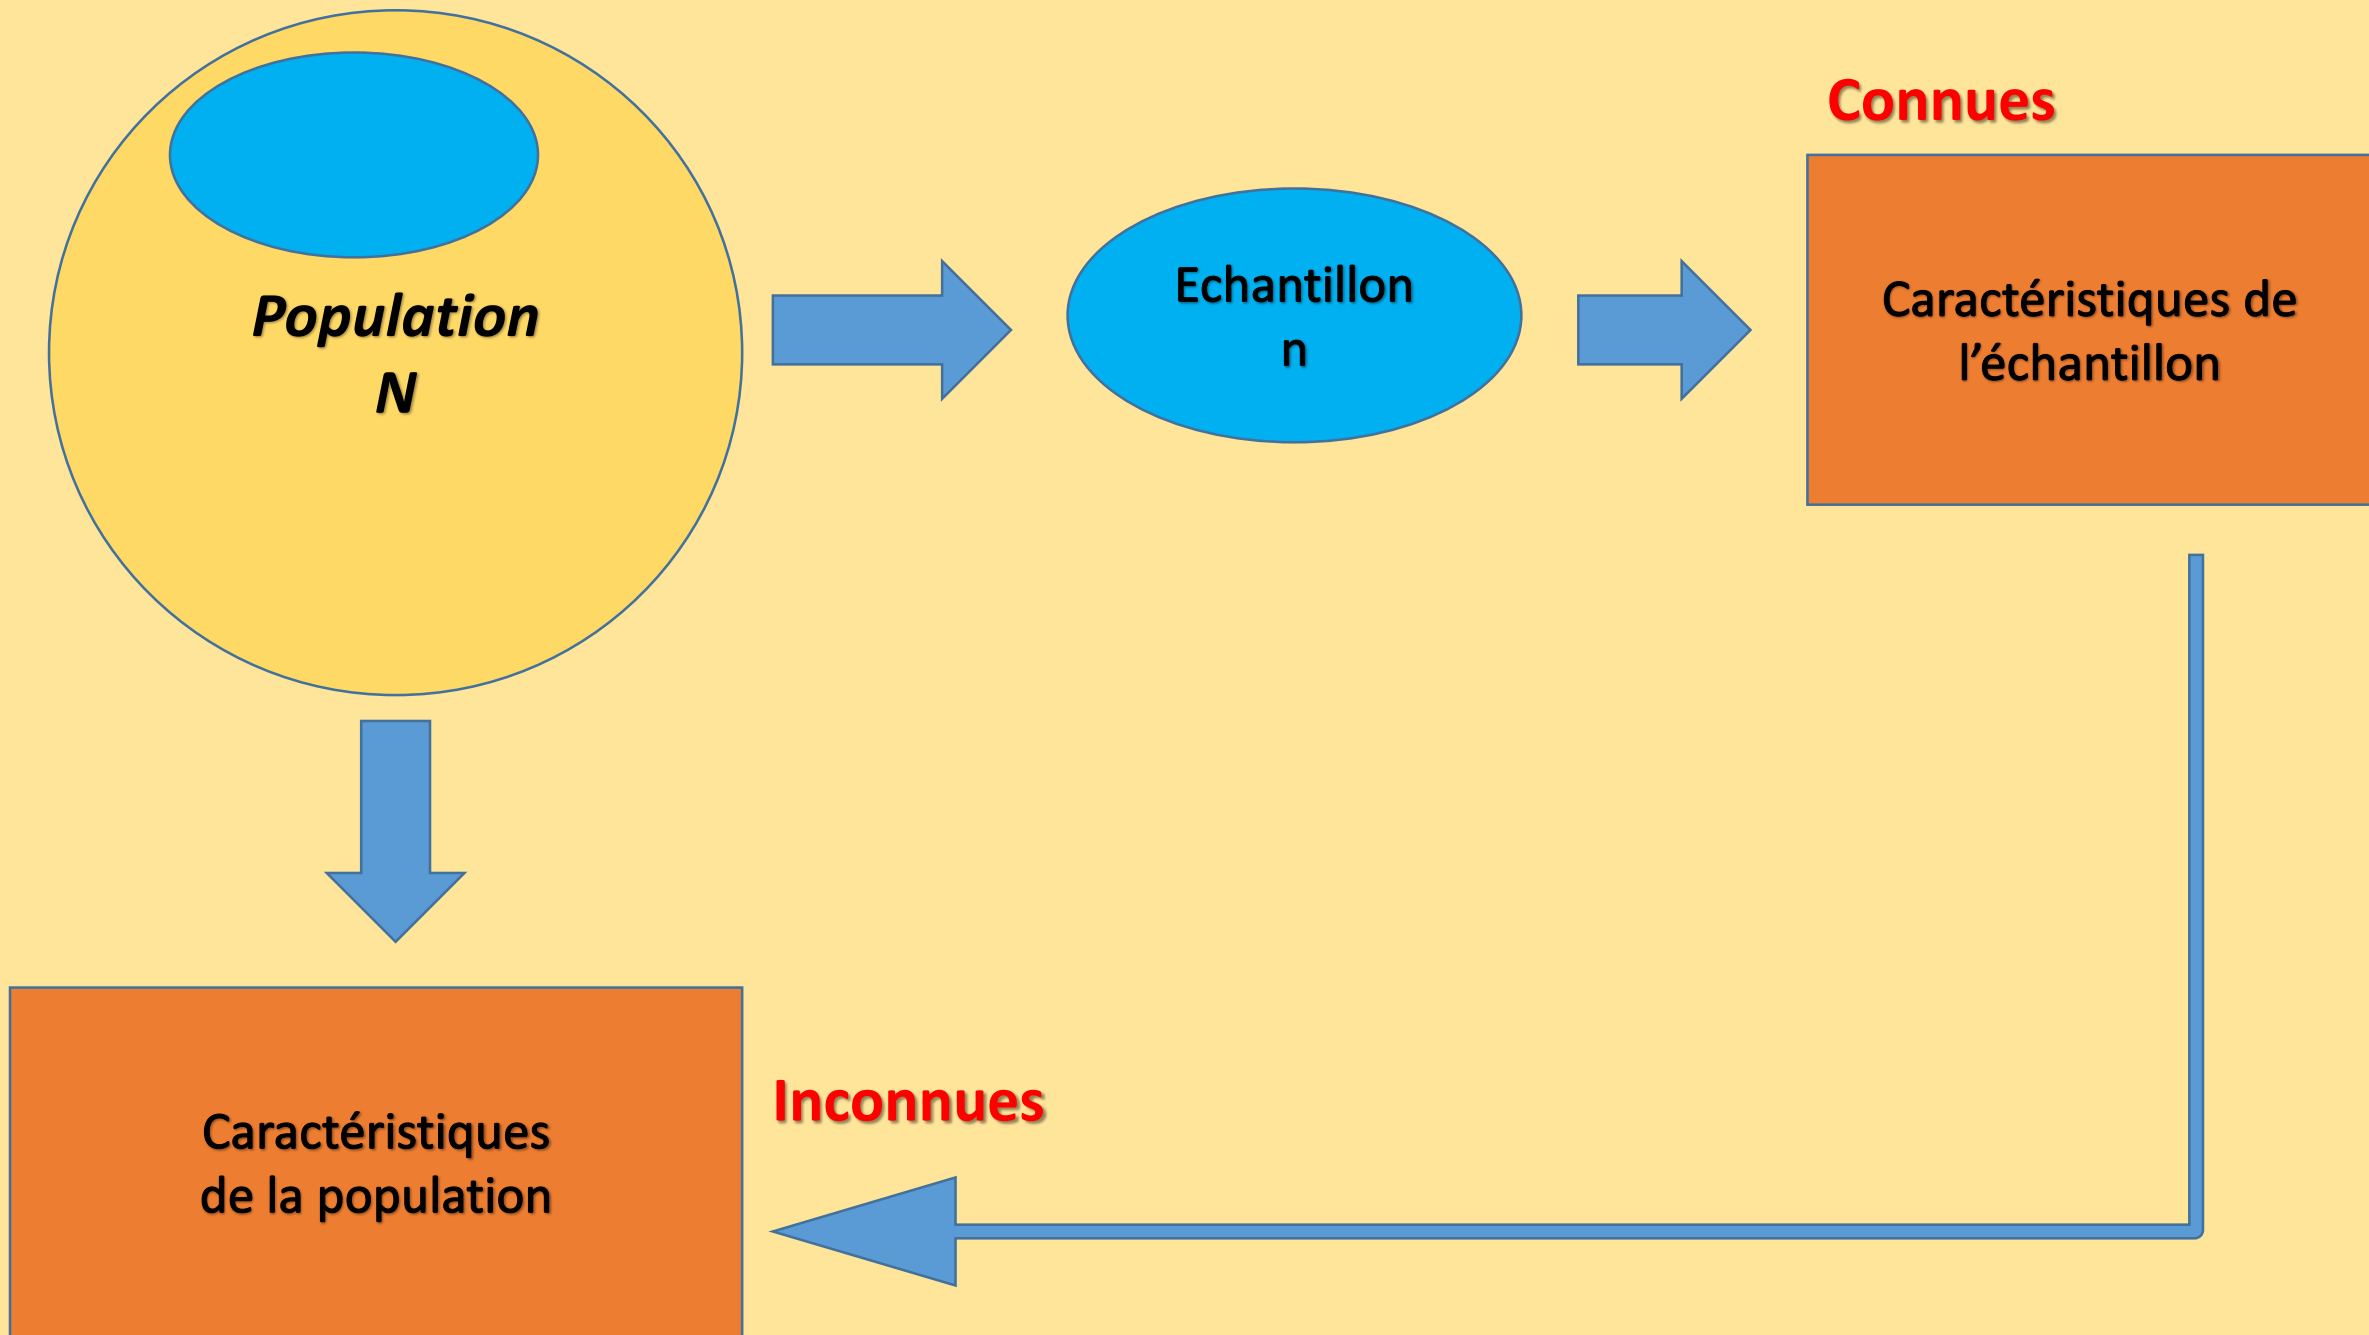 Population
N
Echantillon
n
Connues
Caractéristiques de
l’échantillon
Caractéristiques
de la population
Inconnues